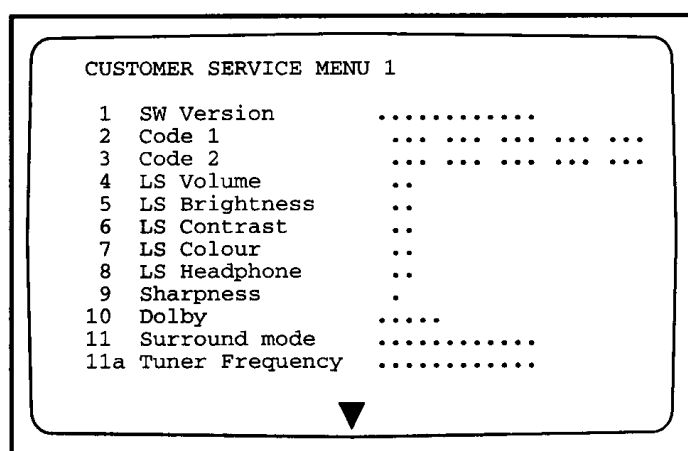 CUSTOMER SERVICE MENU 1
1 SW Version ............
2 Code 1 ... ... ... ... ...
3 Code 2 ... ... ... ... ...
4 LS Volume ..
5 LS Brightness ..
6 LS Contrast ..
7 LS Colour ..
8 LS Headphone ..
9 Sharpness .
10 Dolby .....
11 Surround mode ............
11a Tuner Frequency ............